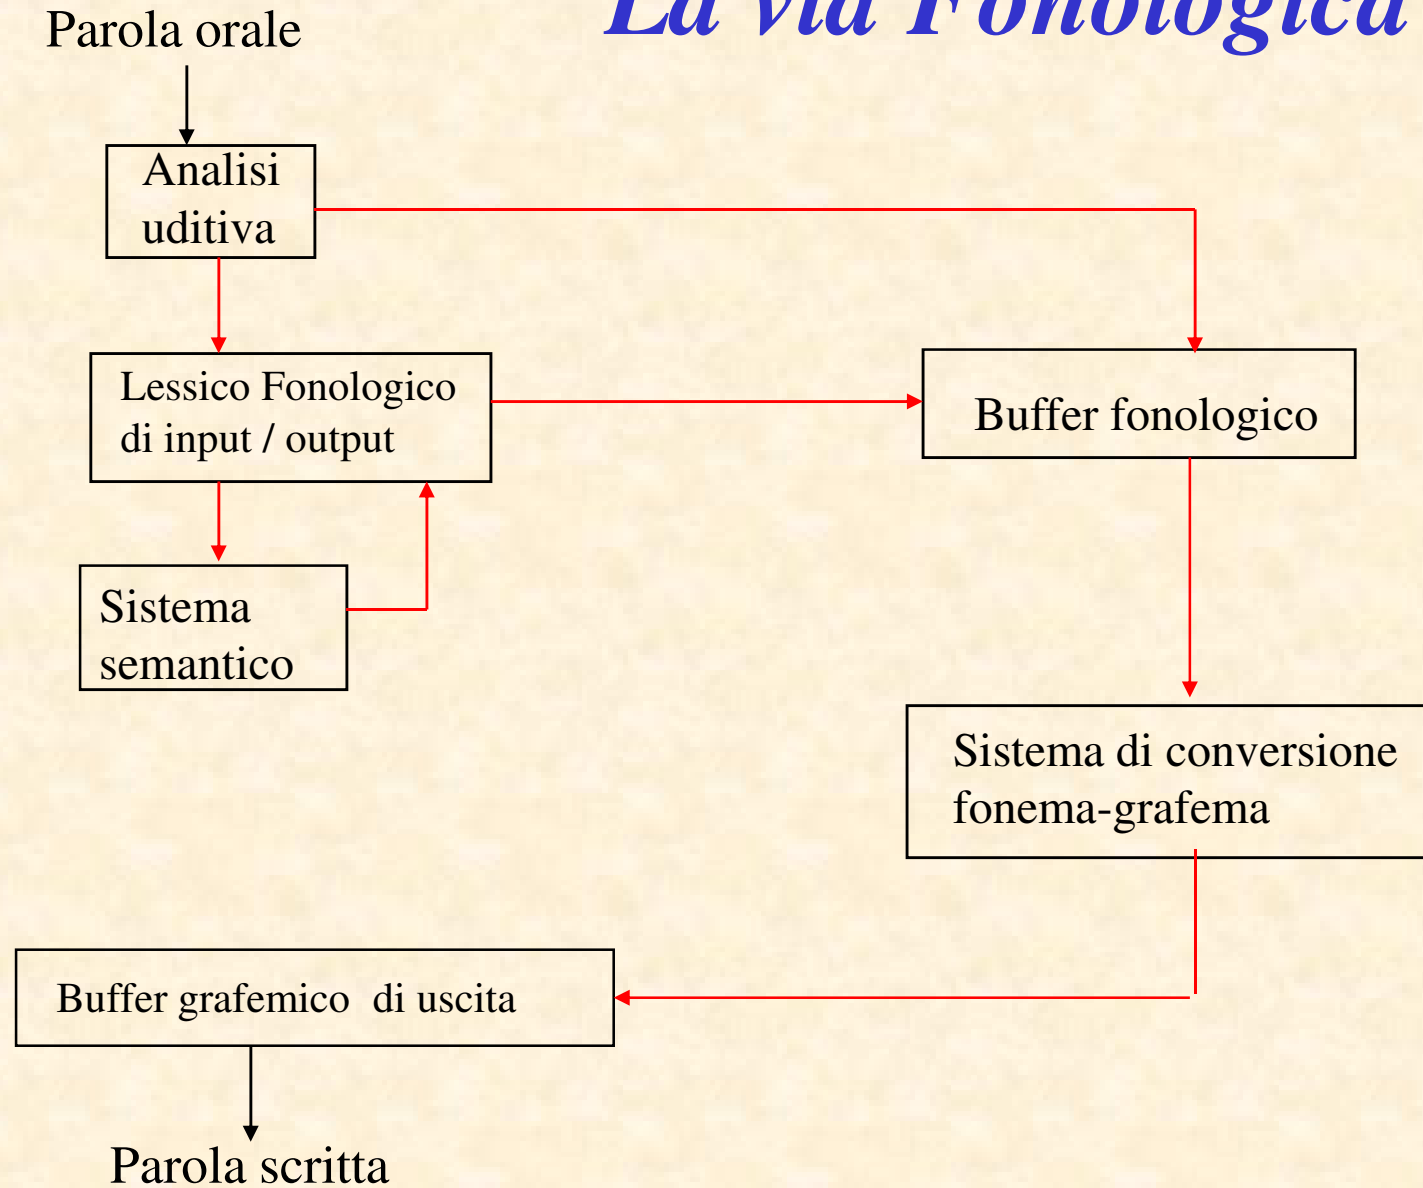 La via Fonologica
Parola orale
Analisi
uditiva
Lessico Fonologico
di input / output
Buffer fonologico
Sistema
semantico
Sistema di conversione
fonema-grafema
Buffer grafemico di uscita
Parola scritta